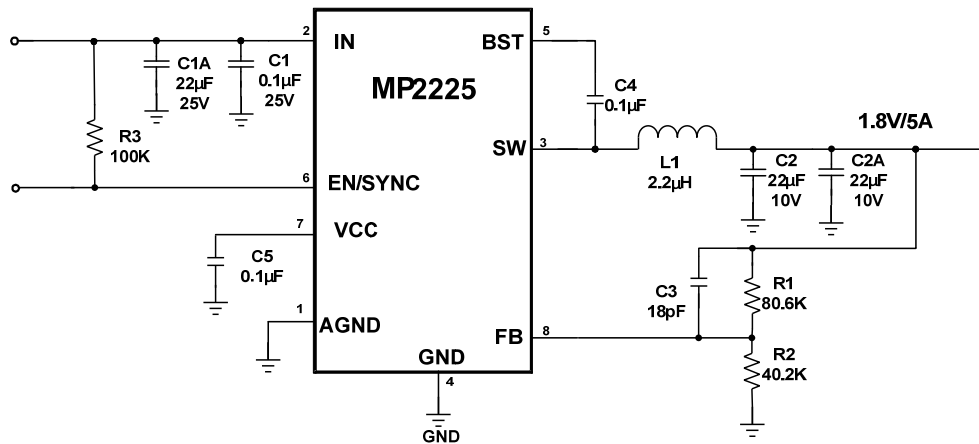 2
IN
C1A
22µF
25V
C1
0.1µF
25V
MP2225
BST
5
C4
0.1µF
R3
100K
SW
3
L1
2.2µH
1.8V/5A
C2
22µF
10V
C2A
22µF
10V
6
EN/SYNC
7
VCC
C5
0.1µF
1
AGND
FB
8
C3
18pF
R1
80.6K
R2
40.2K
GND
4
GND